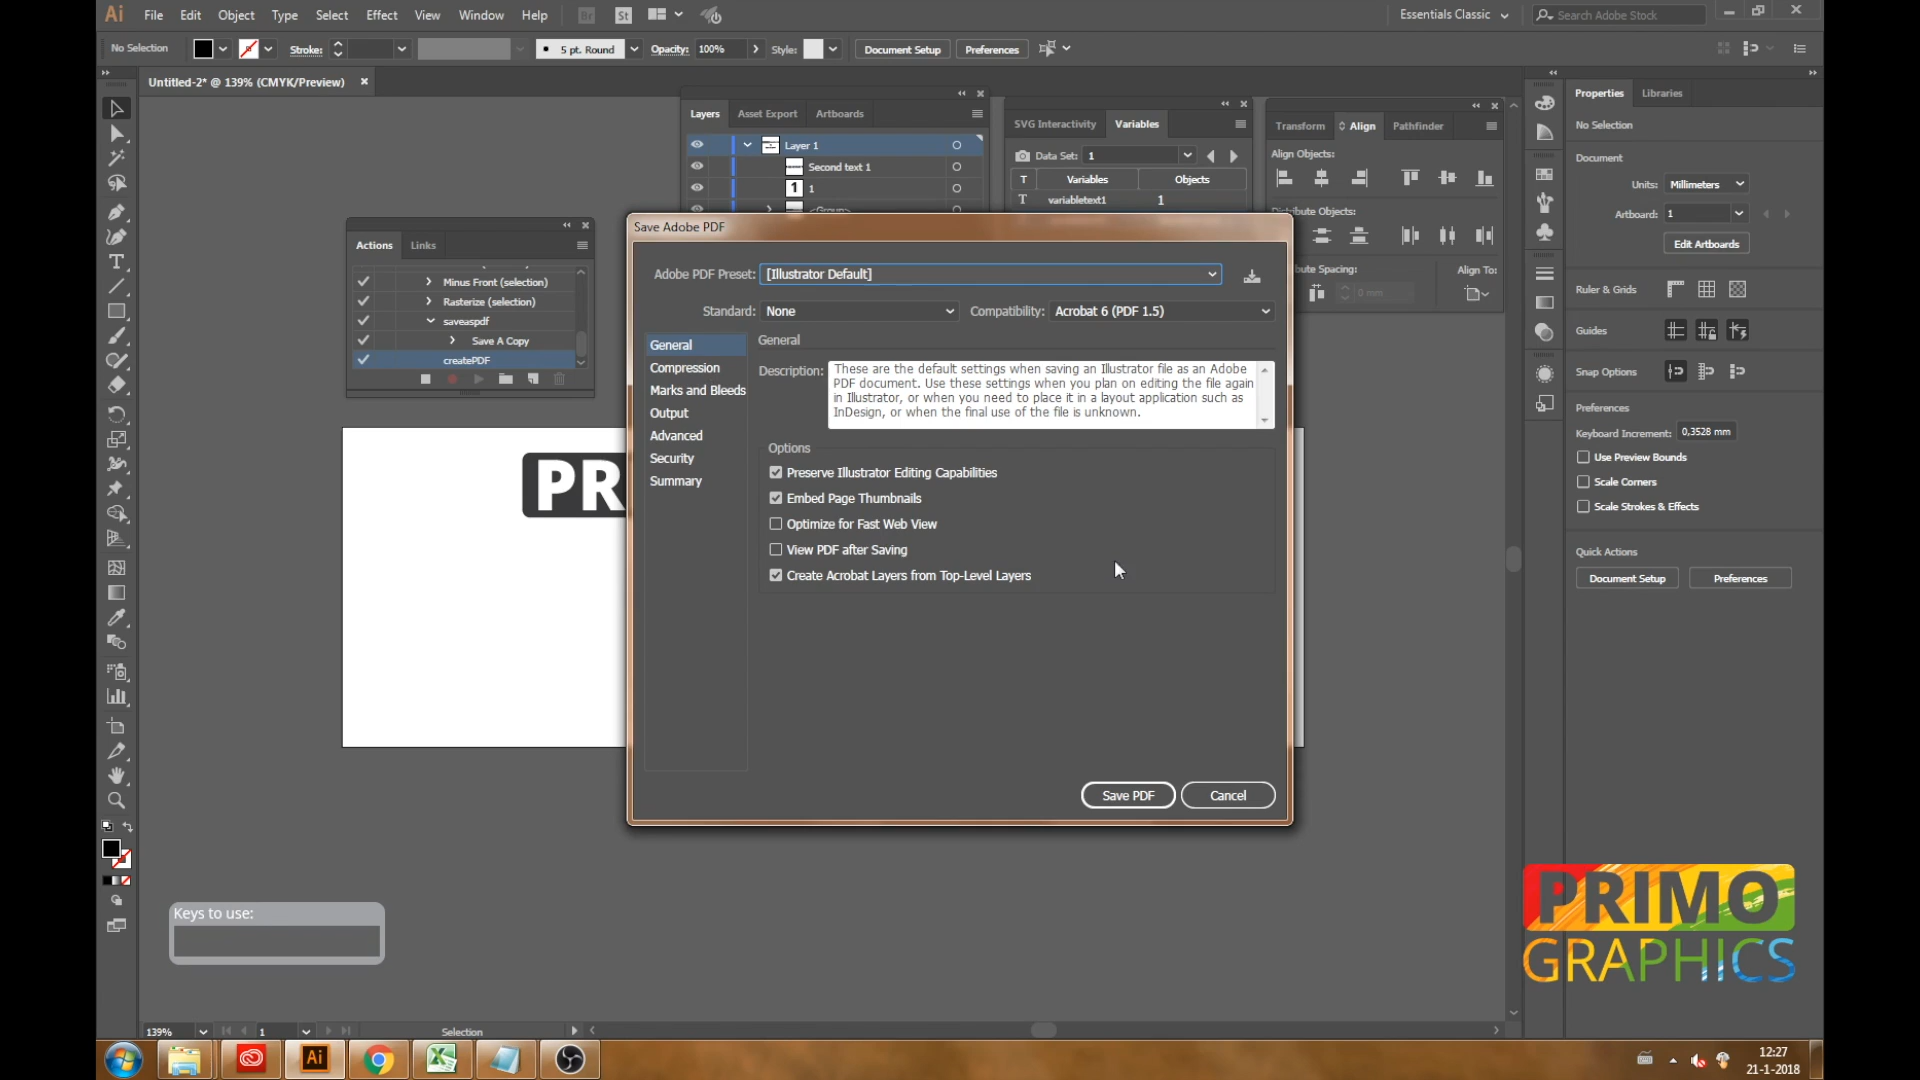 Ai File Edit Object Type Select Effect View Window Help Br St Essentials Classic Search Adobe Stock
No Selection Stroke: 5 pt. Round Opacity: 100% Style: Document Setup Preferences
Untitled-2* @ 139% (CMYK/Preview)
Layers Asset Export Artboards
Layer 1
Second text 1
1 1
<Group>
SVG Interactivity Variables
Data Set: 1
T Variables Objects
T variabletext1 1
Transform Align Pathfinder
Align Objects:
Distribute Objects:
bute Spacing: Align To:
0 mm
Properties Libraries
No Selection
Document
Units: Millimeters
Artboard: 1
Edit Artboards
Ruler & Grids
Guides
Snap Options
Preferences
Keyboard Increment: 0,3528 mm
Use Preview Bounds
Scale Corners
Scale Strokes & Effects
Quick Actions
Document Setup Preferences
Actions Links
Minus Front (selection)
Rasterize (selection)
saveaspdf
Save A Copy
createPDF
PR
Save Adobe PDF
Adobe PDF Preset: [Illustrator Default]
Standard: None Compatibility: Acrobat 6 (PDF 1.5)
General
Compression
Marks and Bleeds
Output
Advanced
Security
Summary
General
Description: These are the default settings when saving an Illustrator file as an Adobe
PDF document. Use these settings when you plan on editing the file again
in Illustrator, or when you need to place it in a layout application such as
InDesign, or when the final use of the file is unknown.
Options
Preserve Illustrator Editing Capabilities
Embed Page Thumbnails
Optimize for Fast Web View
View PDF after Saving
Create Acrobat Layers from Top-Level Layers
Save PDF Cancel
Keys to use:
PRIMO
GRAPHICS
139% 1 Selection
Ai
12:27
21-1-2018